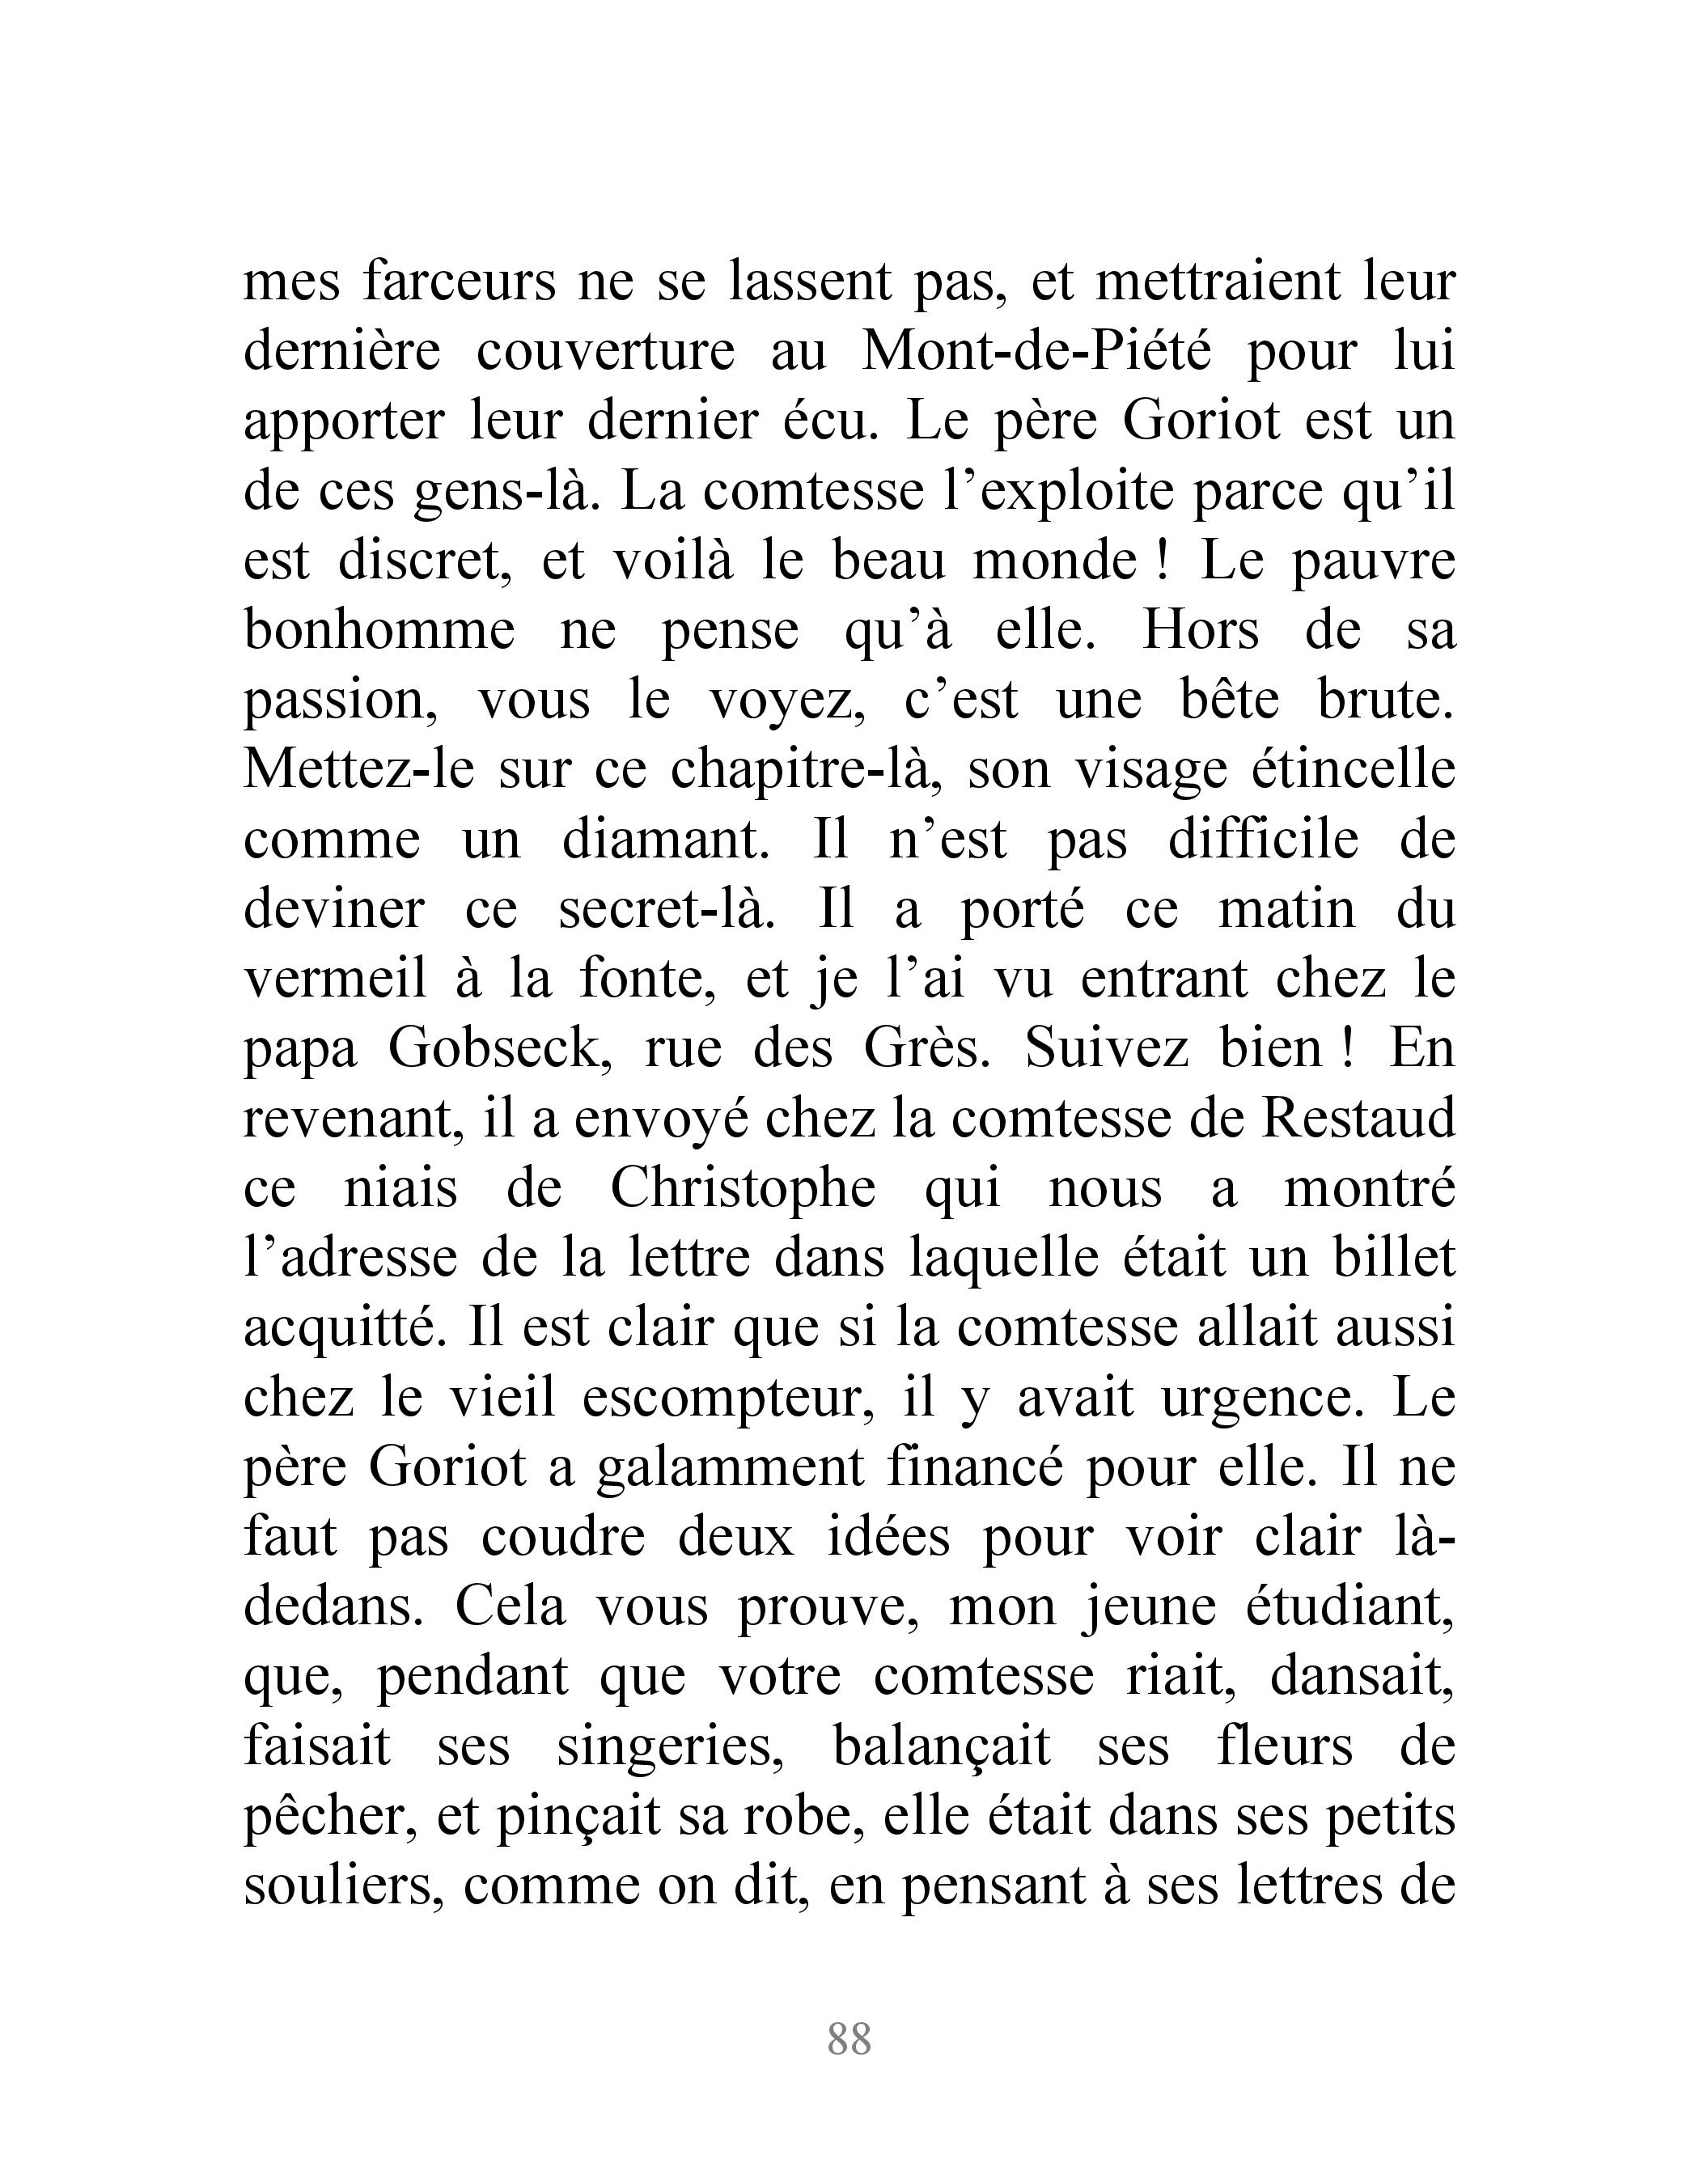 mes farceurs ne se lassent pas, et mettraient leur
dernière couverture au Mont-de-Piété pour lui
apporter leur dernier écu. Le père Goriot est un
de ces gens-là. La comtesse l’exploite parce qu’il
est discret, et voilà le beau monde ! Le pauvre
bonhomme ne pense qu’à elle. Hors de sa
passion, vous le voyez, c’est une bête brute.
Mettez-le sur ce chapitre-là, son visage étincelle
comme un diamant. Il n’est pas difficile de
deviner ce secret-là. Il a porté ce matin du
vermeil à la fonte, et je l’ai vu entrant chez le
papa Gobseck, rue des Grès. Suivez bien ! En
revenant, il a envoyé chez la comtesse de Restaud
ce niais de Christophe qui nous a montré
l’adresse de la lettre dans laquelle était un billet
acquitté. Il est clair que si la comtesse allait aussi
chez le vieil escompteur, il y avait urgence. Le
père Goriot a galamment financé pour elle. Il ne
faut pas coudre deux idées pour voir clair là-
dedans. Cela vous prouve, mon jeune étudiant,
que, pendant que votre comtesse riait, dansait,
faisait ses singeries, balançait ses fleurs de
pêcher, et pinçait sa robe, elle était dans ses petits
souliers, comme on dit, en pensant à ses lettres de
88